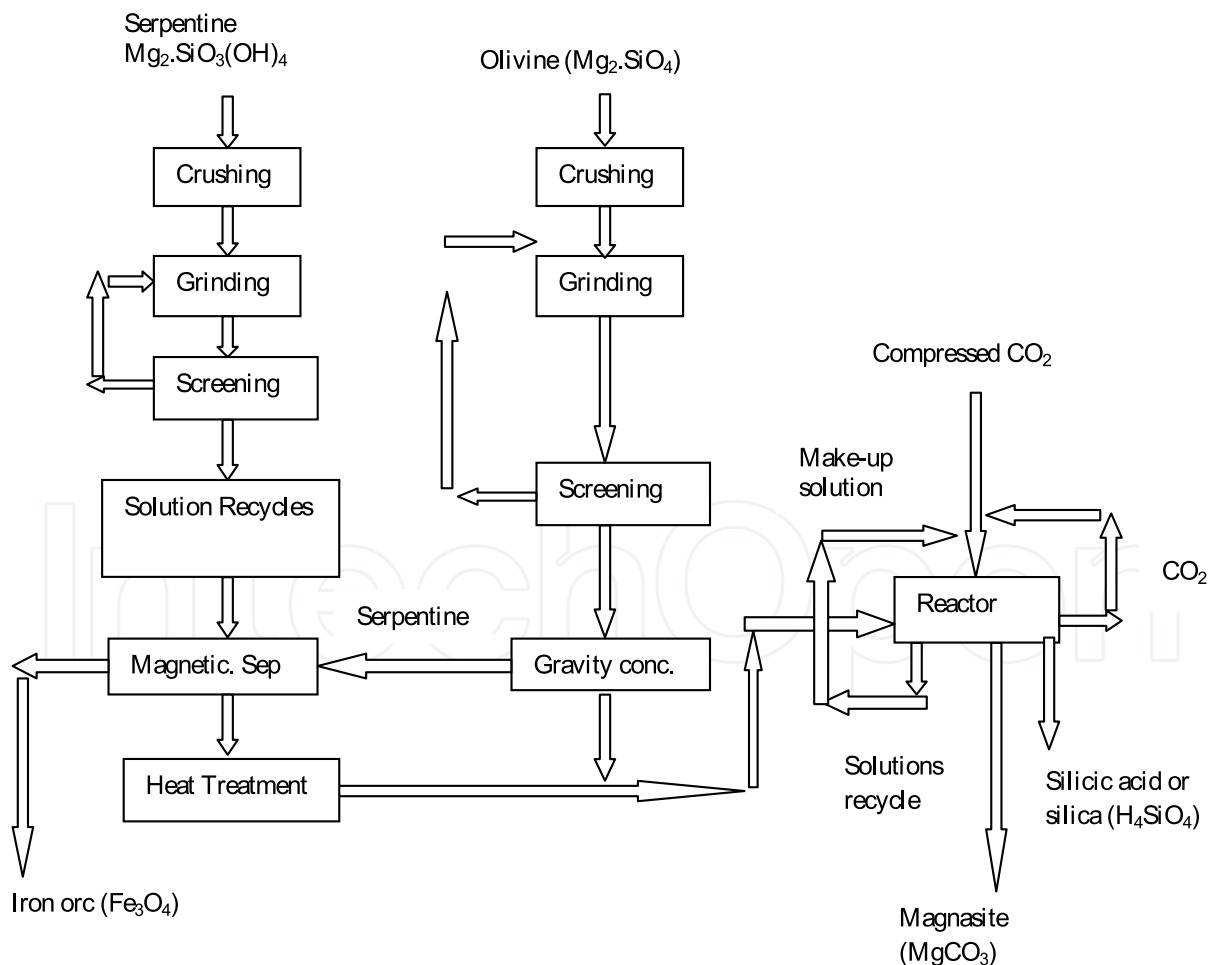 Serpentine
Mg₂.SiO₃(OH)₄
Olivine (Mg₂.SiO₄)
Crushing
Crushing
Grinding
Grinding
Screening
Compressed CO₂
Make-up
solution
Screening
Solution Recycles
CO₂
Reactor
Serpentine
Magnetic. Sep
Gravity conc.
Heat Treatment
Solutions
recycle
Silicic acid or
silica (H₄SiO₄)
Iron orc (Fe₃O₄)
Magnasite
(MgCO₃)
IntechOpen